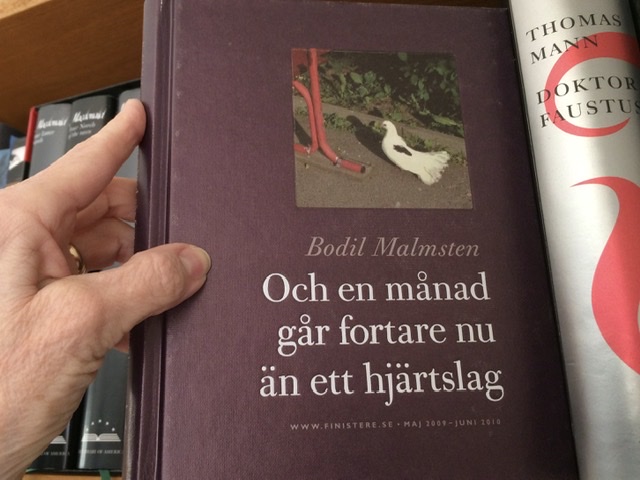 Bodil Malmsten
Och en månad
går fortare nu
än ett hjärtslag
WWW.FINISTERE.SE • MAJ 2009–JUNI 2010
THOMAS
MANN
DOKTOR
FAUSTUS